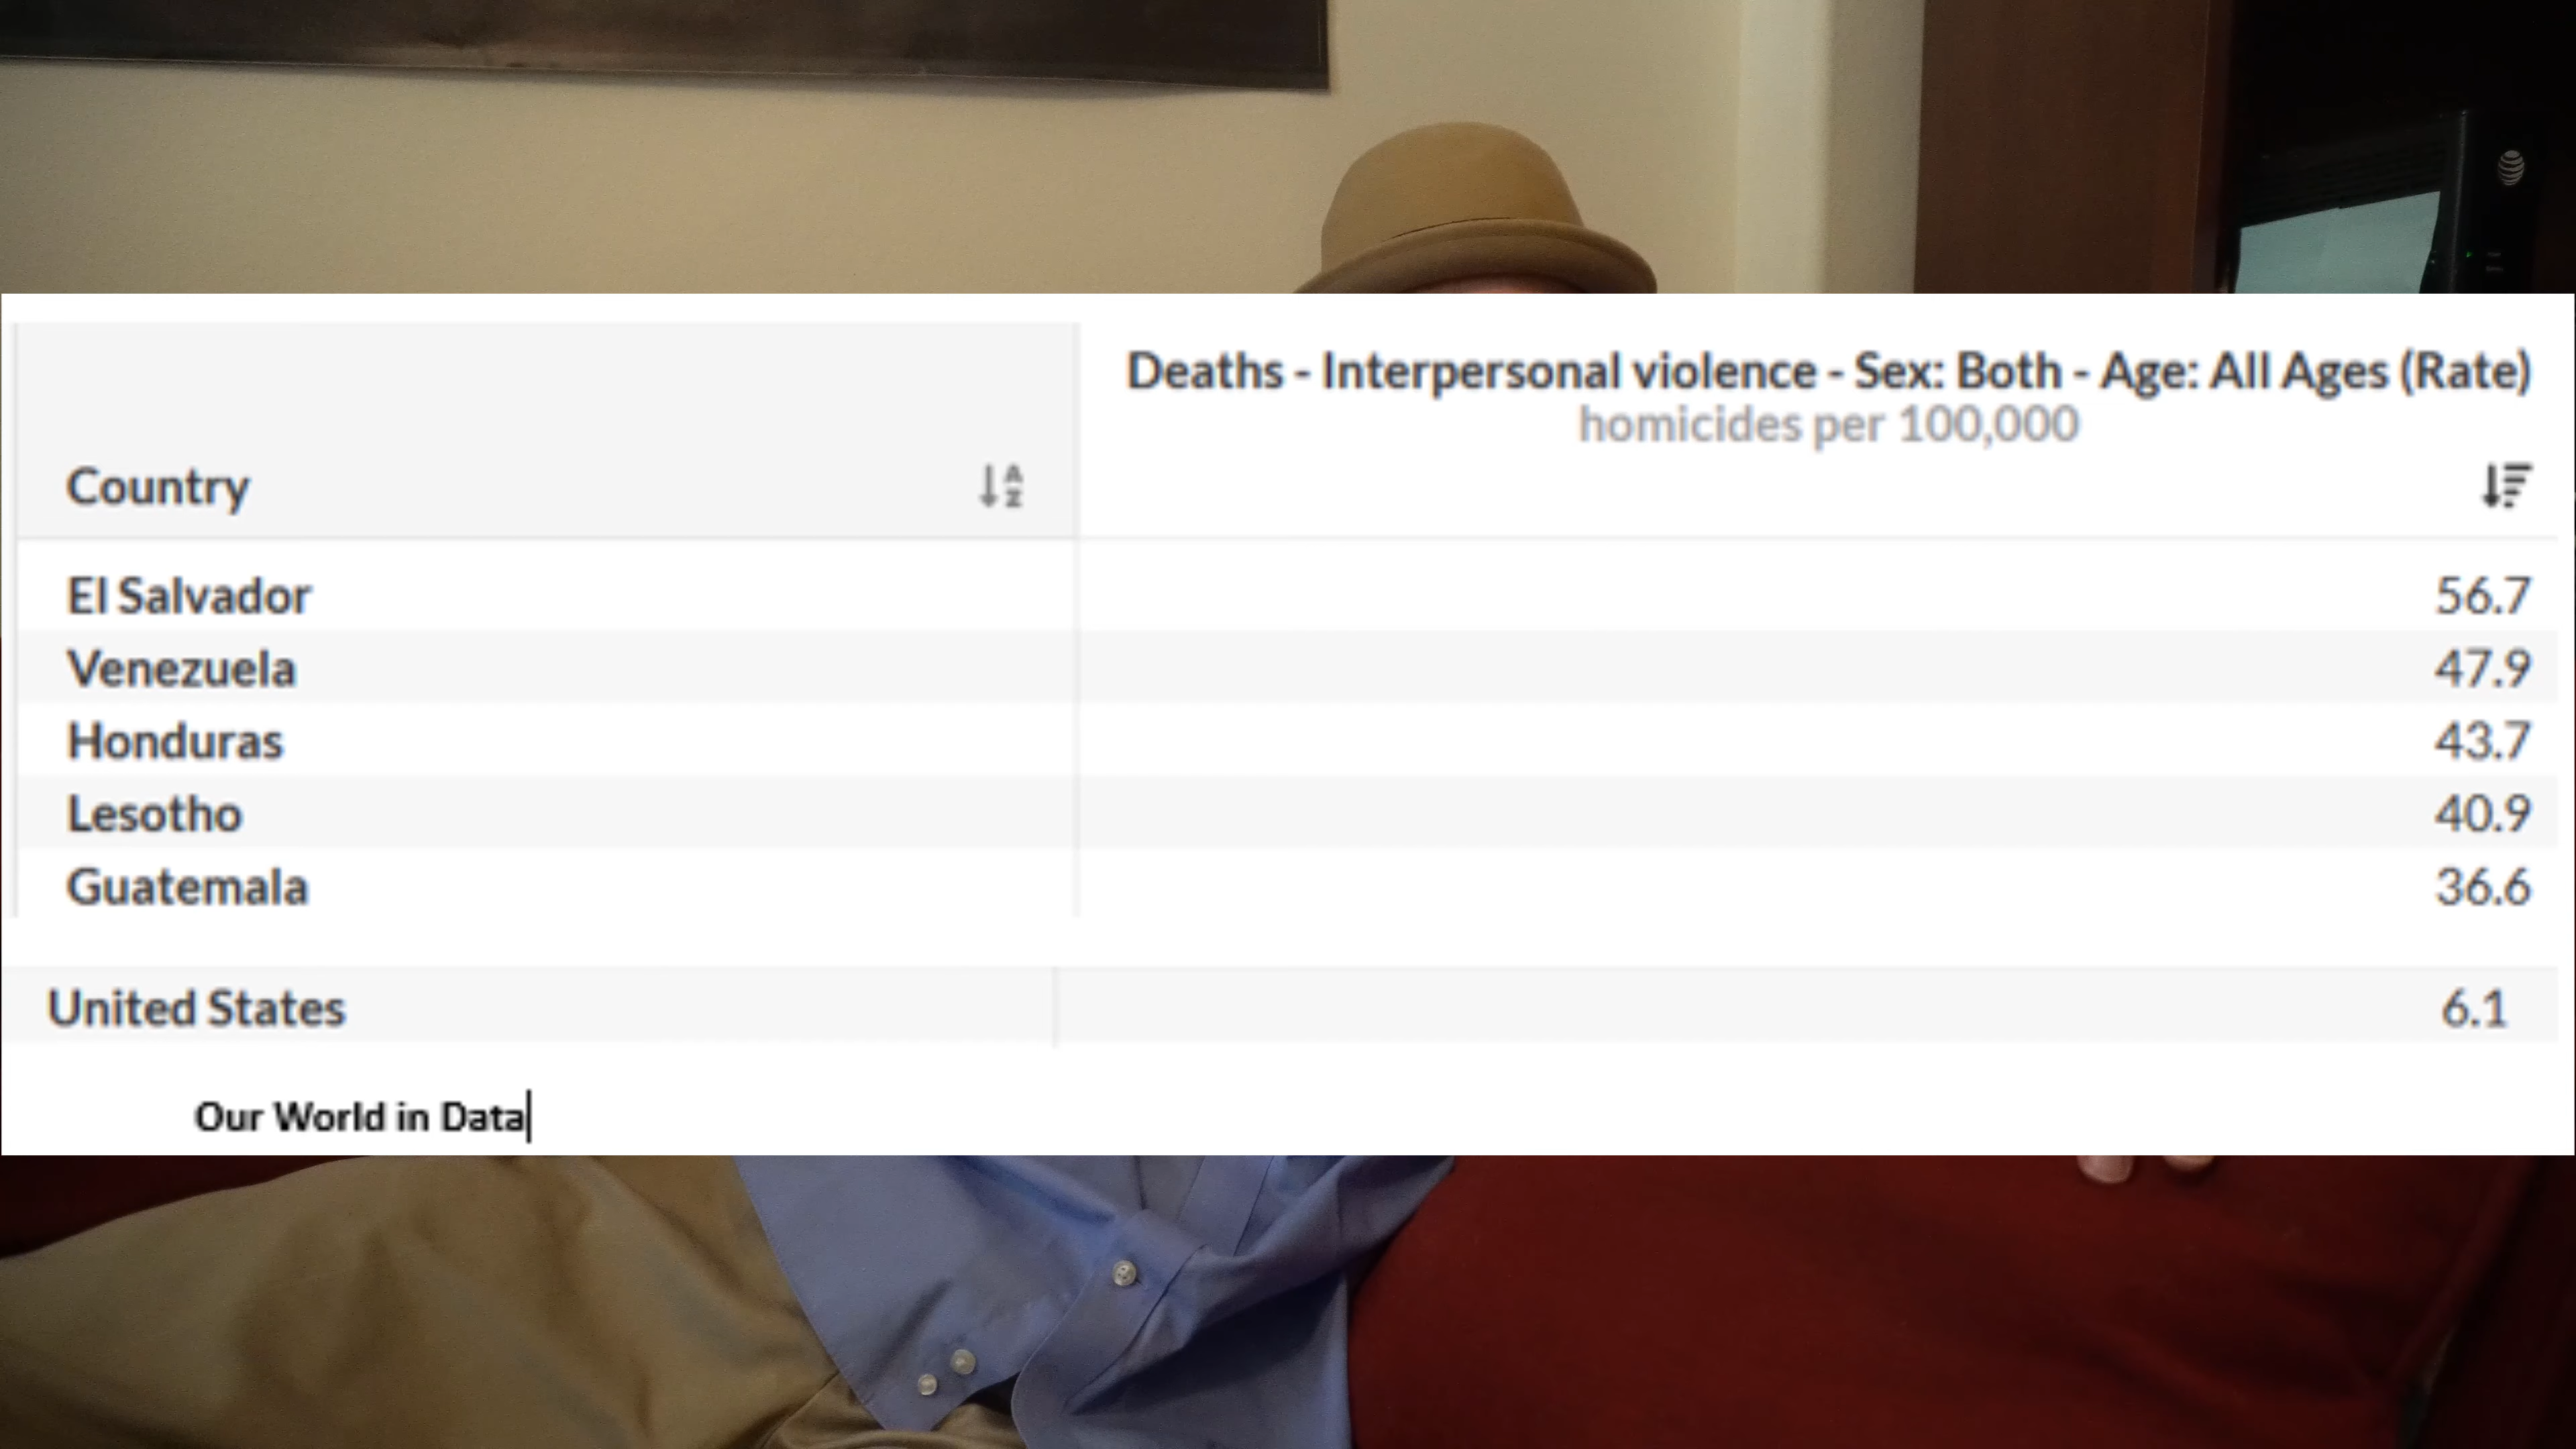 Deaths - Interpersonal violence - Sex: Both - Age: All Ages (Rate)
homicides per 100,000
Country
El Salvador 56.7
Venezuela 47.9
Honduras 43.7
Lesotho 40.9
Guatemala 36.6
United States 6.1
Our World in Data